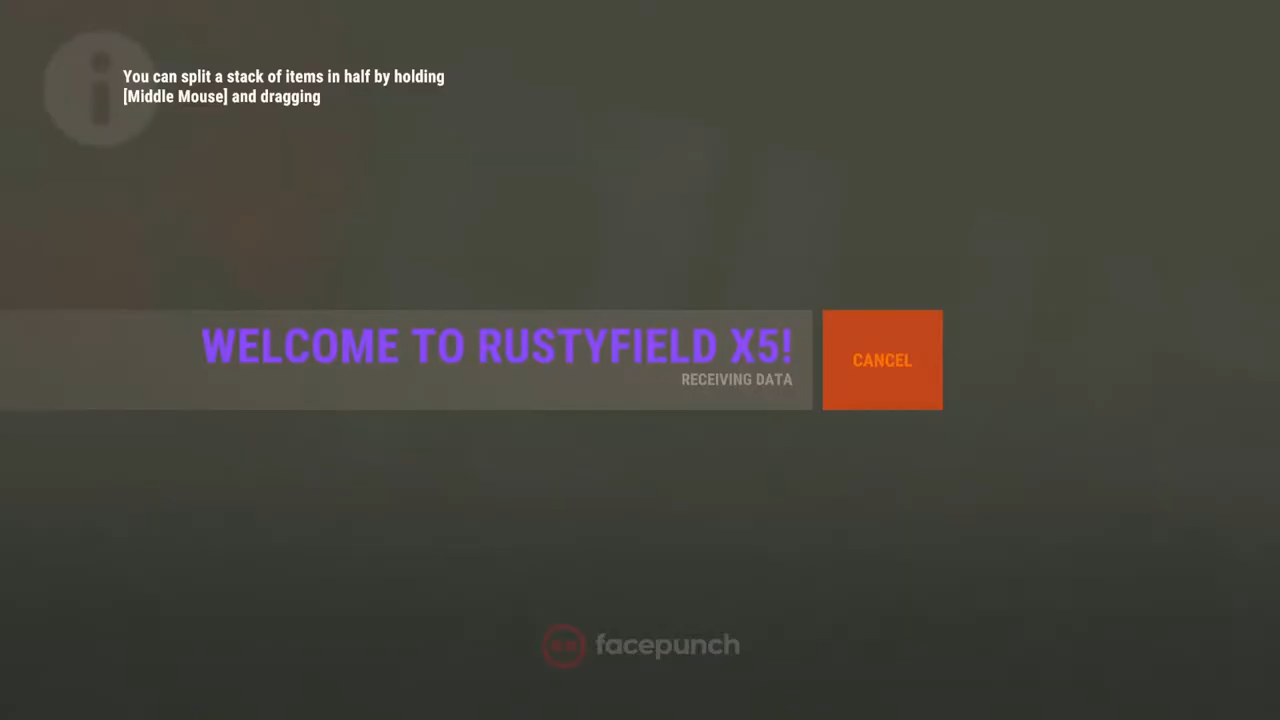 You can split a stack of items in half by holding
[Middle Mouse] and dragging
WELCOME TO RUSTYFIELD X5!
RECEIVING DATA
CANCEL
facepunch